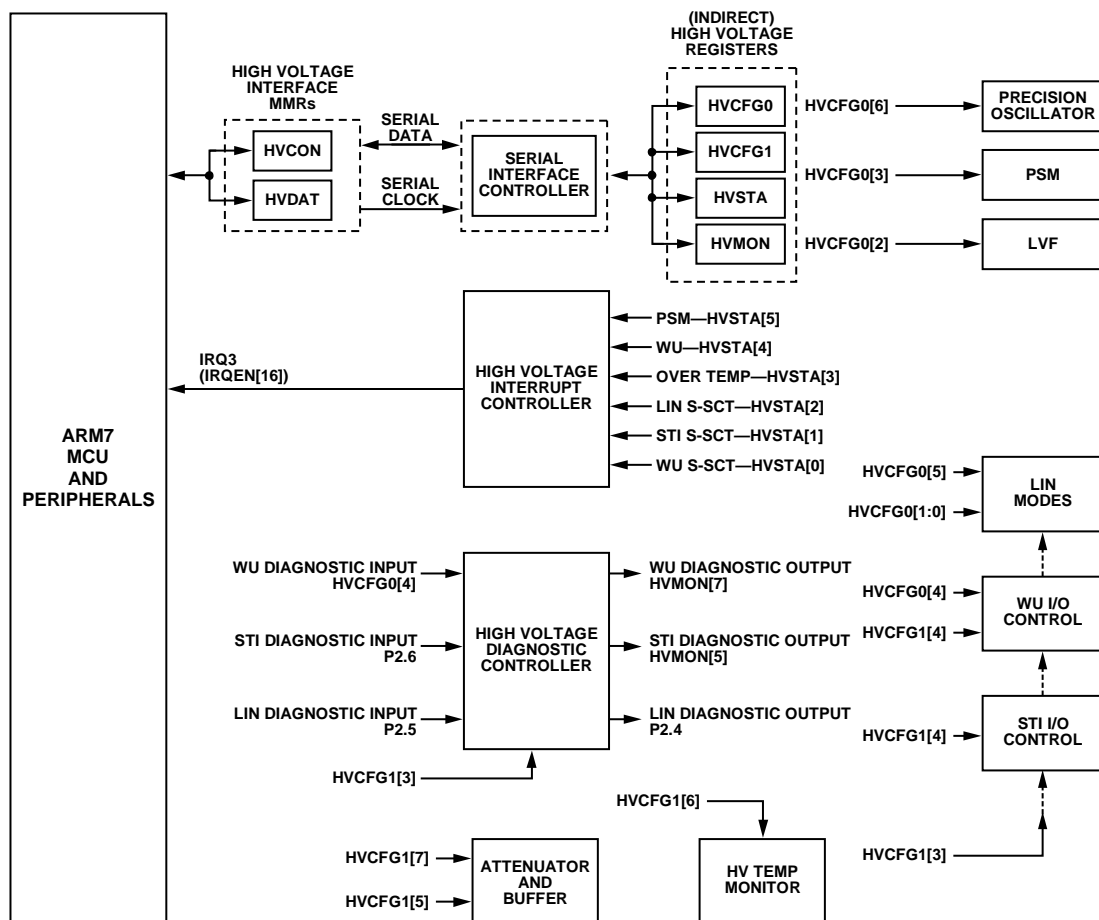 (INDIRECT)
HIGH VOLTAGE
REGISTERS
HIGH VOLTAGE
INTERFACE
MMRs
HVCON
HVDAT
SERIAL
DATA
SERIAL
CLOCK
SERIAL
INTERFACE
CONTROLLER
HVCFG0
HVCFG1
HVSTA
HVMON
HVCFG0[6]
PRECISION
OSCILLATOR
HVCFG0[3]
PSM
HVCFG0[2]
LVF
ARM7
MCU
AND
PERIPHERALS
IRQ3
(IRQEN[16])
HIGH VOLTAGE
INTERRUPT
CONTROLLER
PSM—HVSTA[5]
WU—HVSTA[4]
OVER TEMP—HVSTA[3]
LIN S-SCT—HVSTA[2]
STI S-SCT—HVSTA[1]
WU S-SCT—HVSTA[0]
HVCFG0[5]
HVCFG0[1:0]
LIN
MODES
WU DIAGNOSTIC INPUT
HVCFG0[4]
STI DIAGNOSTIC INPUT
P2.6
LIN DIAGNOSTIC INPUT
P2.5
HVCFG1[3]
HIGH VOLTAGE
DIAGNOSTIC
CONTROLLER
WU DIAGNOSTIC OUTPUT
HVMON[7]
STI DIAGNOSTIC OUTPUT
HVMON[5]
LIN DIAGNOSTIC OUTPUT
P2.4
HVCFG0[4]
HVCFG1[4]
WU I/O
CONTROL
HVCFG1[4]
STI I/O
CONTROL
HVCFG1[3]
HVCFG1[6]
HV TEMP
MONITOR
HVCFG1[7]
HVCFG1[5]
ATTENUATOR
AND
BUFFER